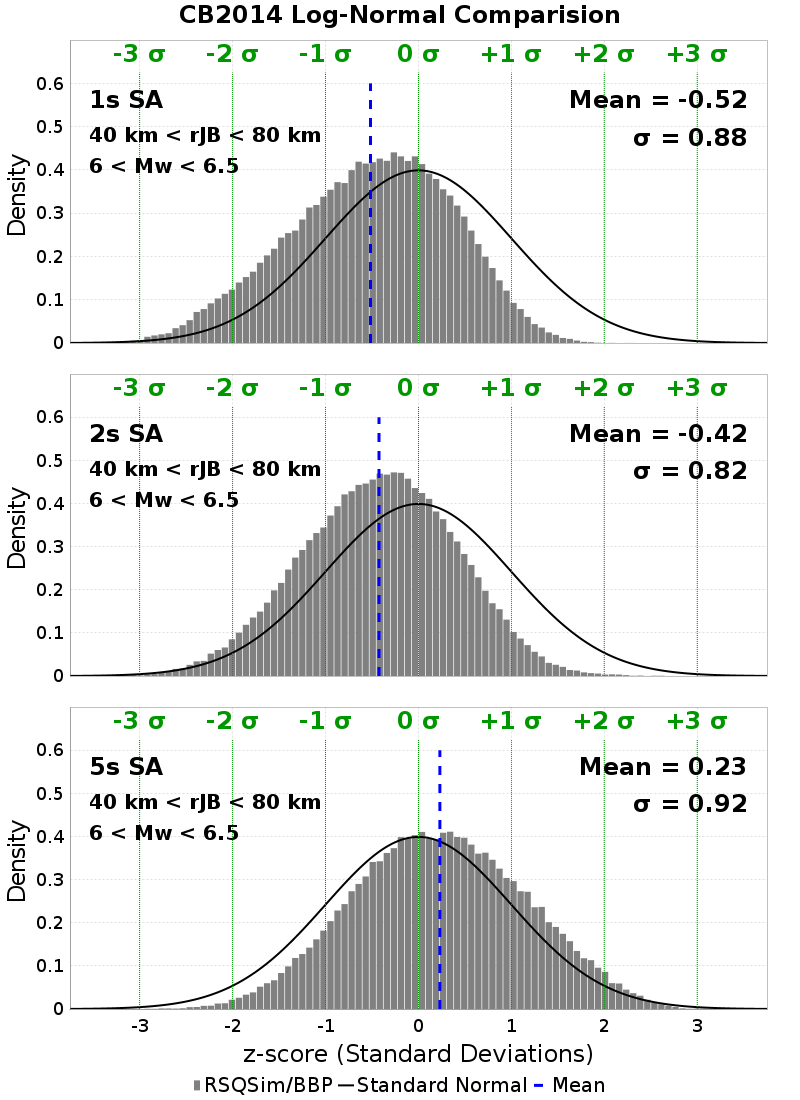 CB2014 Log-Normal Comparision
-3 σ -2 σ -1 σ 0 σ +1 σ +2 σ +3 σ
0.6
1s SA Mean = -0.52
0.5
40 km < rJB < 80 km σ = 0.88
0.4
6 < Mw < 6.5
Density
0.3
0.2
0.1
0
-3 σ -2 σ -1 σ 0 σ +1 σ +2 σ +3 σ
0.6
2s SA Mean = -0.42
0.5
40 km < rJB < 80 km σ = 0.82
0.4
6 < Mw < 6.5
Density
0.3
0.2
0.1
0
-3 σ -2 σ -1 σ 0 σ +1 σ +2 σ +3 σ
0.6
5s SA Mean = 0.23
0.5
40 km < rJB < 80 km σ = 0.92
0.4
6 < Mw < 6.5
Density
0.3
0.2
0.1
0
-3 -2 -1 0 1 2 3
z-score (Standard Deviations)
RSQSim/BBP Standard Normal Mean